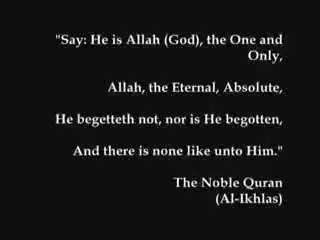 "Say: He is Allah (God), the One and
Only,
Allah, the Eternal, Absolute,
He begetteth not, nor is He begotten,
And there is none like unto Him."
The Noble Quran
(Al-Ikhlas)